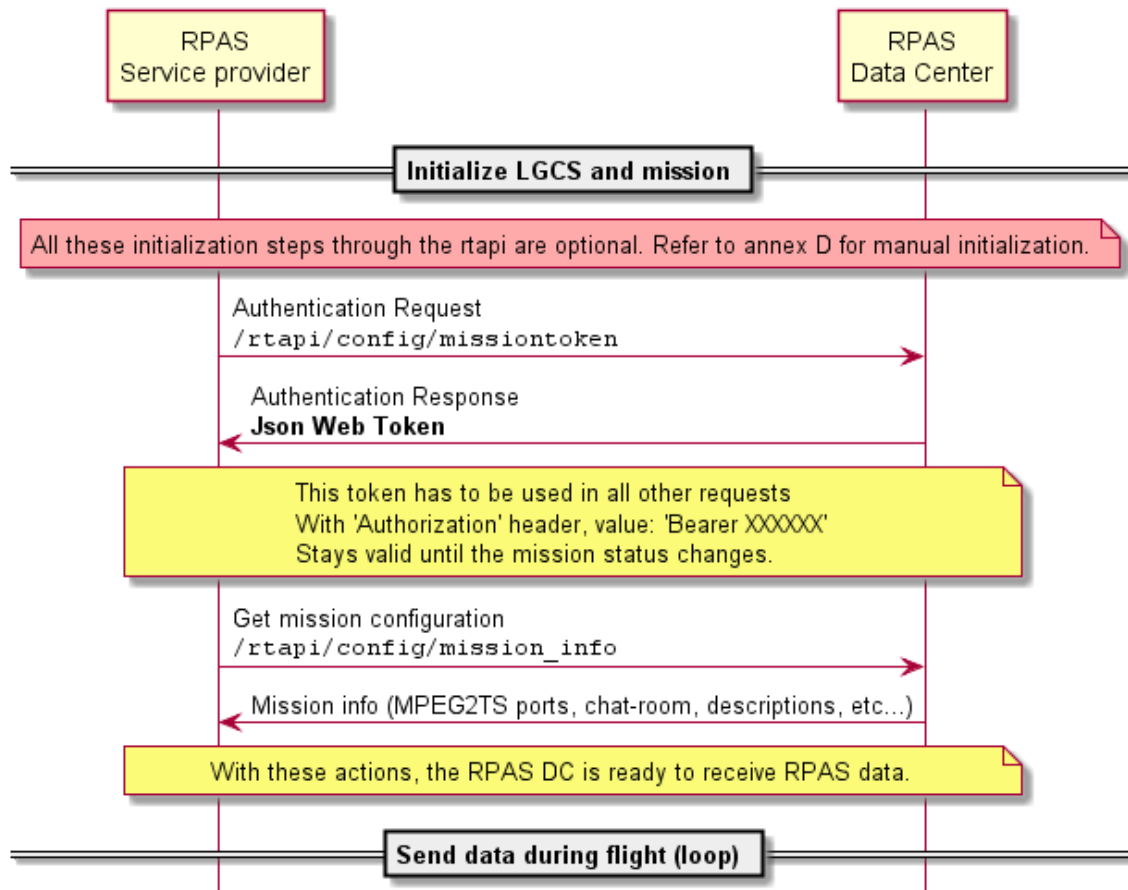 RPAS
Service provider
RPAS
Data Center
Initialize LGCS and mission
All these initialization steps through the rtapi are optional. Refer to annex D for manual initialization.
Authentication Request
/rtapi/config/missiontoken
Authentication Response
Json Web Token
This token has to be used in all other requests
With 'Authorization' header, value: 'Bearer XXXXXX'
Stays valid until the mission status changes.
Get mission configuration
/rtapi/config/mission_info
Mission info (MPEG2TS ports, chat-room, descriptions, etc...)
With these actions, the RPAS DC is ready to receive RPAS data.
Send data during flight (loop)